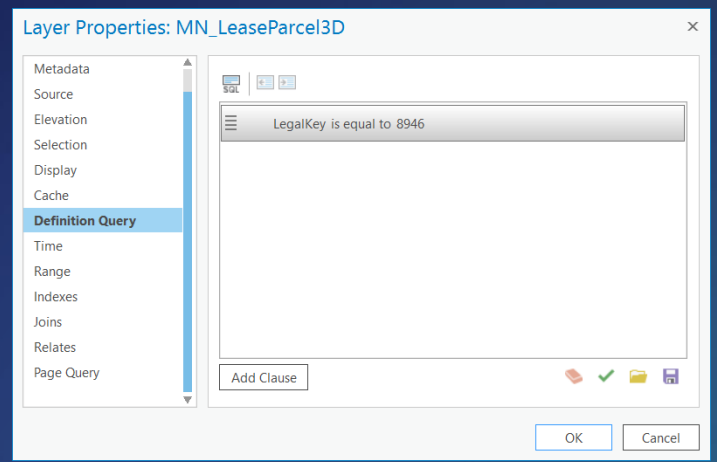 Layer Properties: MN_LeaseParcel3D
Metadata
Source
Elevation
Selection
Display
Cache
Definition Query
Time
Range
Indexes
Joins
Relates
Page Query
SQL
LegalKey is equal to 8946
Add Clause
OK
Cancel